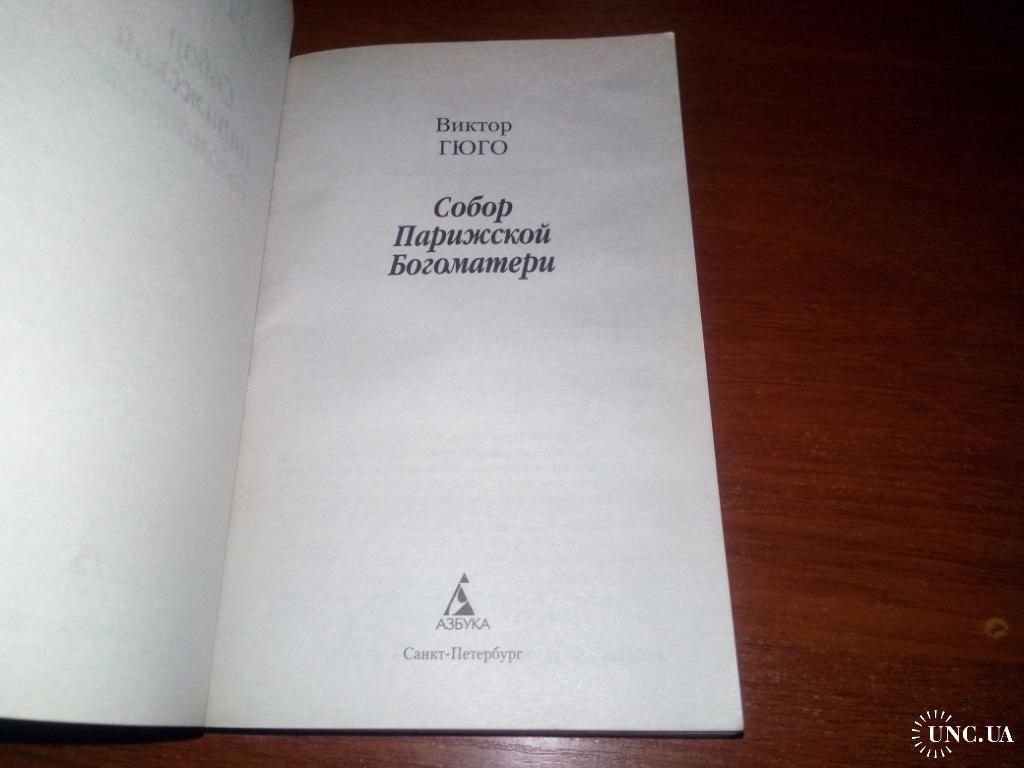 Виктор
ГЮГО
Собор
Парижской
Богоматери
АЗБУКА
Санкт-Петербург
UNC.UA